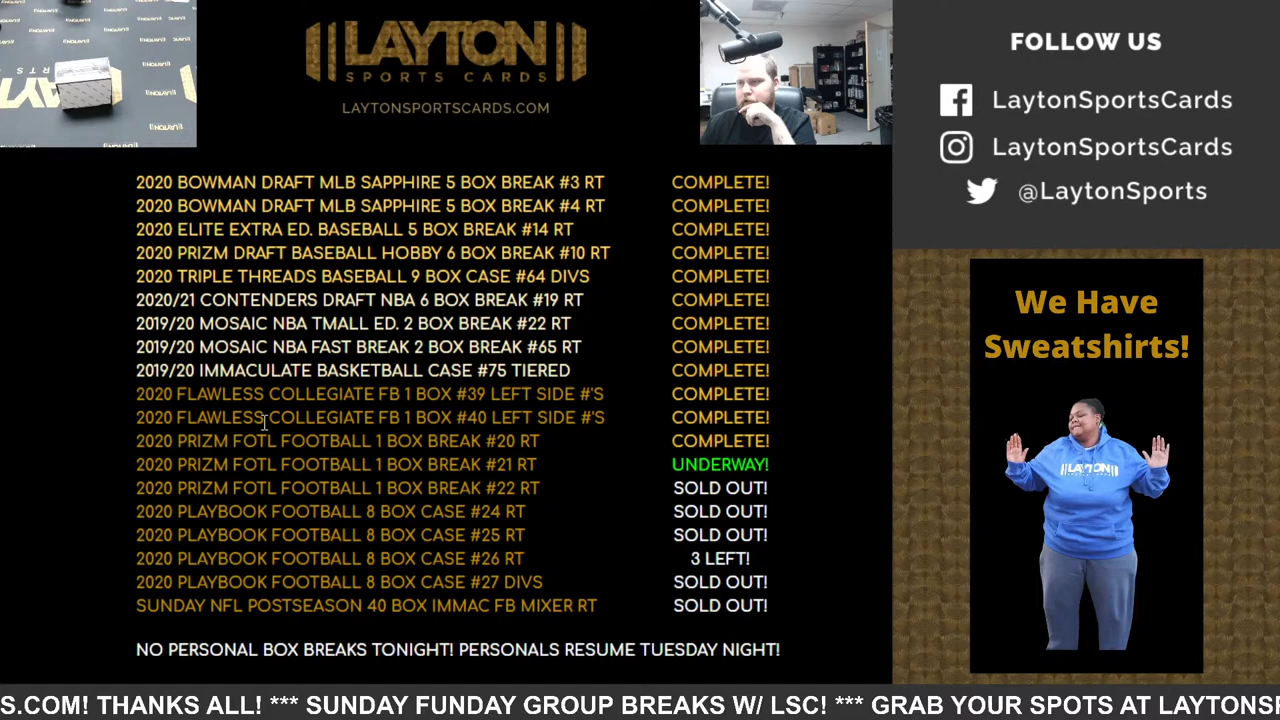 LAYTON
SPORTS CARDS
LAYTONSPORTSCARDS.COM
FOLLOW US
LaytonSportsCards
LaytonSportsCards
@LaytonSports
2020 BOWMAN DRAFT MLB SAPPHIRE 5 BOX BREAK #3 RT COMPLETE!
2020 BOWMAN DRAFT MLB SAPPHIRE 5 BOX BREAK #4 RT COMPLETE!
2020 ELITE EXTRA ED. BASEBALL 5 BOX BREAK #14 RT COMPLETE!
2020 PRIZM DRAFT BASEBALL HOBBY 6 BOX BREAK #10 RT COMPLETE!
2020 TRIPLE THREADS BASEBALL 9 BOX CASE #64 DIVS COMPLETE!
2020/21 CONTENDERS DRAFT NBA 6 BOX BREAK #19 RT COMPLETE!
2019/20 MOSAIC NBA TMALL ED. 2 BOX BREAK #22 RT COMPLETE!
2019/20 MOSAIC NBA FAST BREAK 2 BOX BREAK #65 RT COMPLETE!
2019/20 IMMACULATE BASKETBALL CASE #75 TIERED COMPLETE!
2020 FLAWLESS COLLEGIATE FB 1 BOX #39 LEFT SIDE #'S COMPLETE!
2020 FLAWLESS COLLEGIATE FB 1 BOX #40 LEFT SIDE #'S COMPLETE!
2020 PRIZM FOTL FOOTBALL 1 BOX BREAK #20 RT COMPLETE!
2020 PRIZM FOTL FOOTBALL 1 BOX BREAK #21 RT UNDERWAY!
2020 PRIZM FOTL FOOTBALL 1 BOX BREAK #22 RT SOLD OUT!
2020 PLAYBOOK FOOTBALL 8 BOX CASE #24 RT SOLD OUT!
2020 PLAYBOOK FOOTBALL 8 BOX CASE #25 RT SOLD OUT!
2020 PLAYBOOK FOOTBALL 8 BOX CASE #26 RT 3 LEFT!
2020 PLAYBOOK FOOTBALL 8 BOX CASE #27 DIVS SOLD OUT!
SUNDAY NFL POSTSEASON 40 BOX IMMAC FB MIXER RT SOLD OUT!
NO PERSONAL BOX BREAKS TONIGHT! PERSONALS RESUME TUESDAY NIGHT!
We Have
Sweatshirts!
LAYTON
S.COM! THANKS ALL! *** SUNDAY FUNDAY GROUP BREAKS W/ LSC! *** GRAB YOUR SPOTS AT LAYTONS